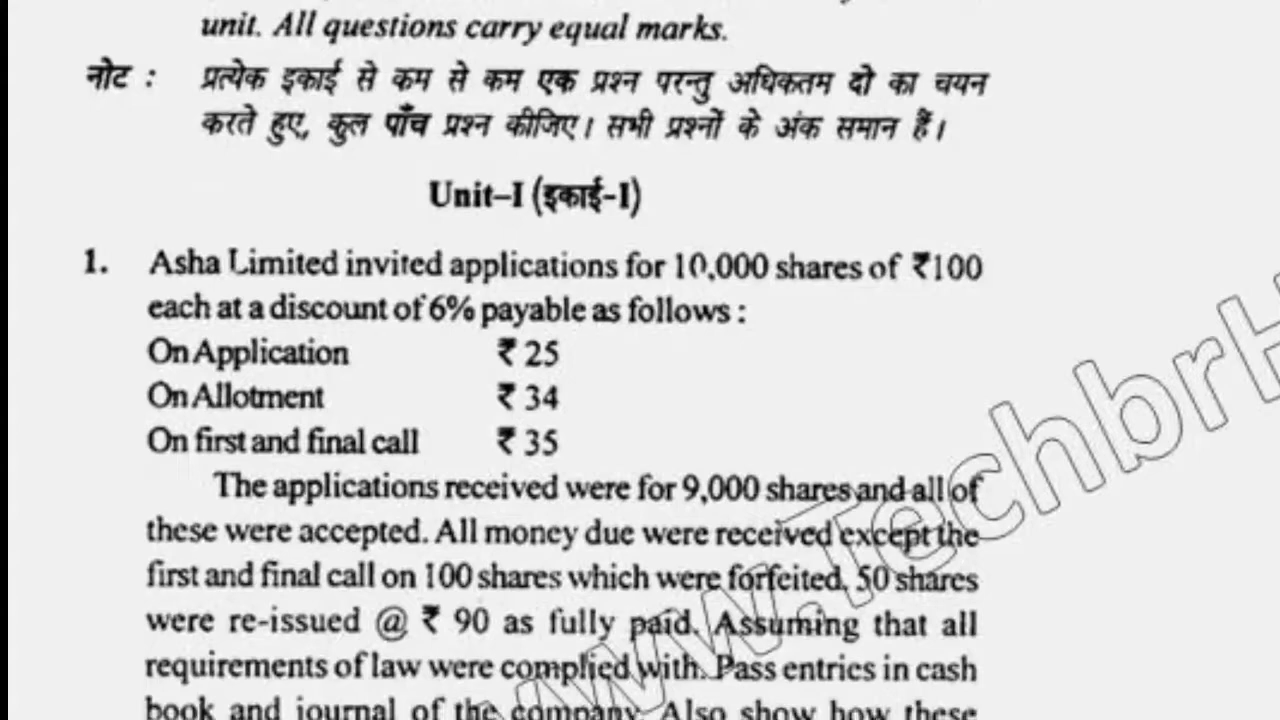 unit. All questions carry equal marks.
नोट : प्रत्येक इकाई से कम से कम एक प्रश्न परन्तु अधिकतम दो का चयन
करते हुए, कुल पाँच प्रश्न कीजिए। सभी प्रश्नों के अंक समान हैं।
Unit–I (इकाई-I)
1. Asha Limited invited applications for 10,000 shares of ₹100
each at a discount of 6% payable as follows :
On Application ₹ 25
On Allotment ₹ 34
On first and final call ₹ 35
The applications received were for 9,000 shares and all of
these were accepted. All money due were received except the
first and final call on 100 shares which were forfeited. 50 shares
were re-issued @ ₹ 90 as fully paid. Assuming that all
requirements of law were complied with. Pass entries in cash
book and journal of the company. Also show how these
www.TechbrH